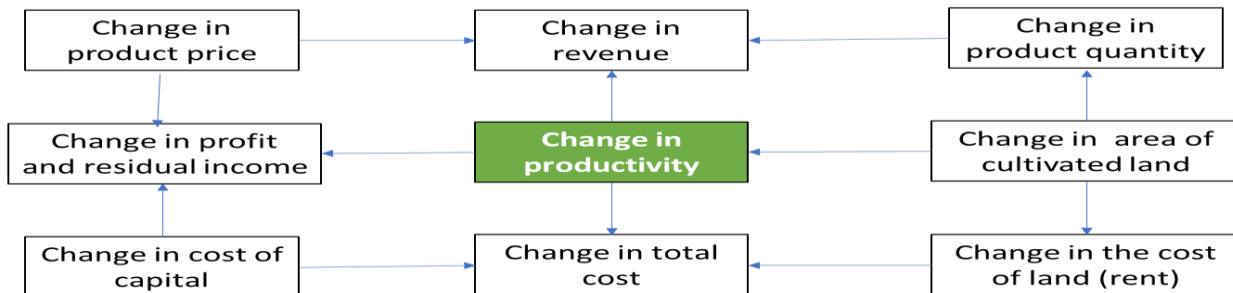 Change in
product price
Change in
revenue
Change in
product quantity
Change in profit
and residual income
Change in
productivity
Change in area of
cultivated land
Change in cost of
capital
Change in total
cost
Change in the cost
of land (rent)